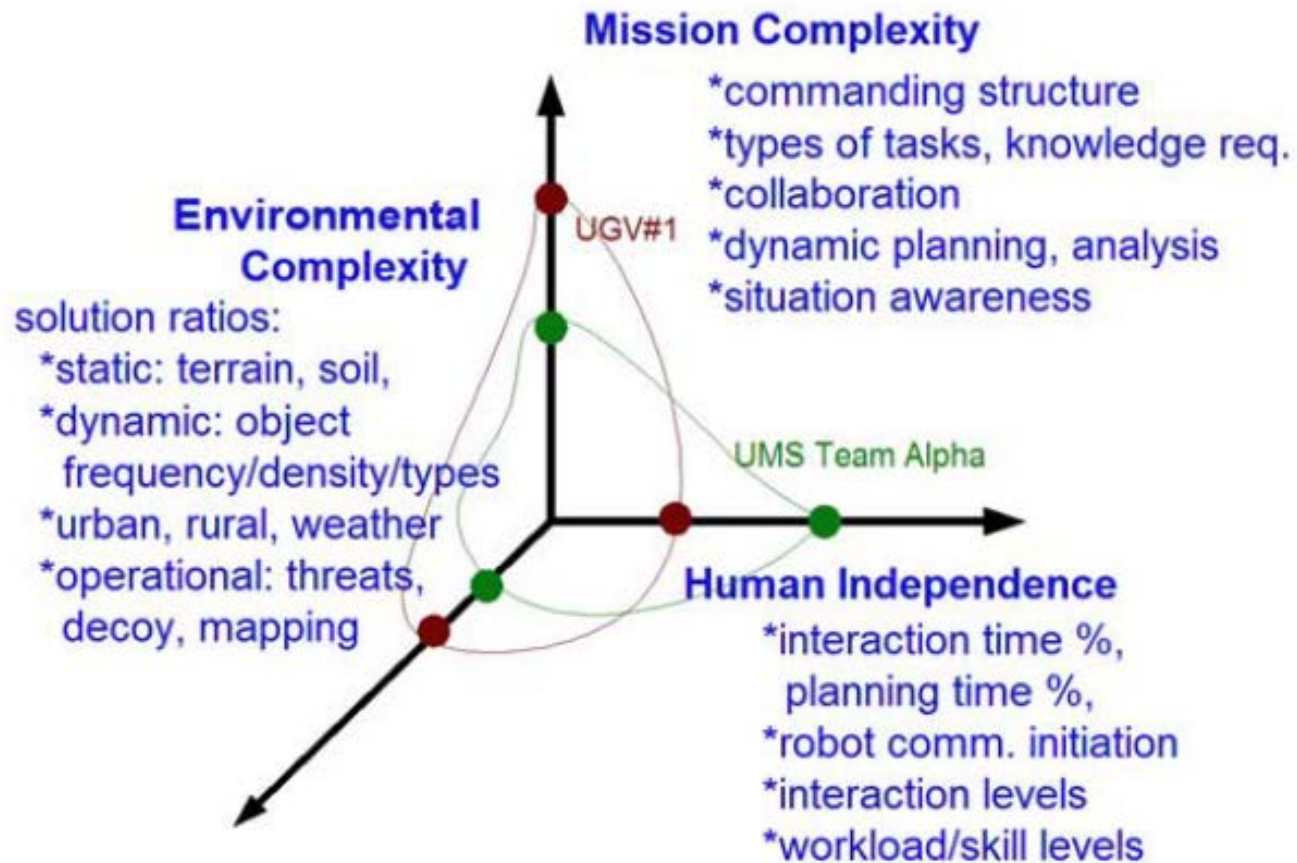 Mission Complexity
*commanding structure
*types of tasks, knowledge req.
*collaboration
*dynamic planning, analysis
*situation awareness
UGV#1
Environmental
Complexity
solution ratios:
*static: terrain, soil,
*dynamic: object
frequency/density/types
*urban, rural, weather
*operational: threats,
decoy, mapping
UMS Team Alpha
Human Independence
*interaction time %,
planning time %,
*robot comm. initiation
*interaction levels
*workload/skill levels